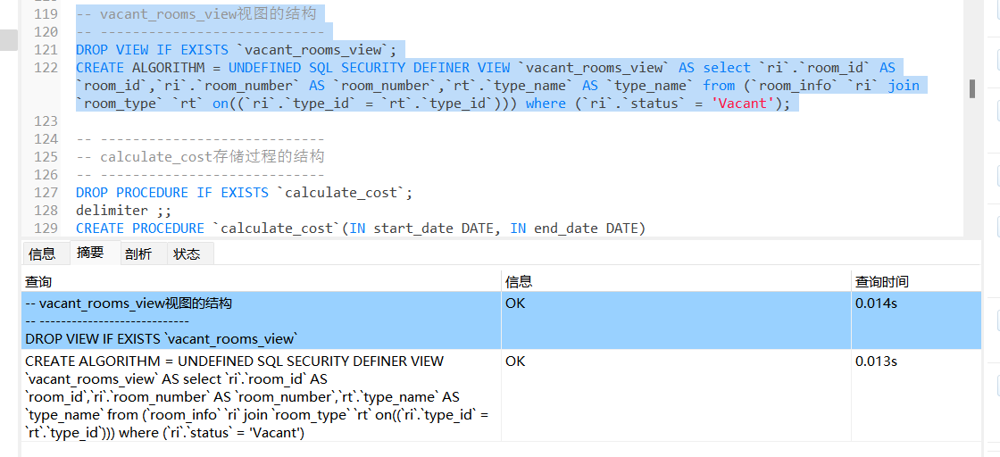 119 -- vacant_rooms_view视图的结构
120 -- ----------------------------
121 DROP VIEW IF EXISTS `vacant_rooms_view`;
122 CREATE ALGORITHM = UNDEFINED SQL SECURITY DEFINER VIEW `vacant_rooms_view` AS select `ri`.`room_id` AS
`room_id`,`ri`.`room_number` AS `room_number`,`rt`.`type_name` AS `type_name` from (`room_info` `ri` join
`room_type` `rt` on((`ri`.`type_id` = `rt`.`type_id`))) where (`ri`.`status` = 'Vacant');
123
124 -- ----------------------------
125 -- calculate_cost存储过程的结构
126 -- ----------------------------
127 DROP PROCEDURE IF EXISTS `calculate_cost`;
128 delimiter ;;
129 CREATE PROCEDURE `calculate_cost`(IN start_date DATE, IN end_date DATE)
信息 摘要 剖析 状态
查询 信息 查询时间
-- vacant_rooms_view视图的结构 OK 0.014s
-- ----------------------------
DROP VIEW IF EXISTS `vacant_rooms_view`
CREATE ALGORITHM = UNDEFINED SQL SECURITY DEFINER VIEW OK 0.013s
`vacant_rooms_view` AS select `ri`.`room_id` AS
`room_id`,`ri`.`room_number` AS `room_number`,`rt`.`type_name` AS
`type_name` from (`room_info` `ri` join `room_type` `rt` on((`ri`.`type_id` =
`rt`.`type_id`))) where (`ri`.`status` = 'Vacant')